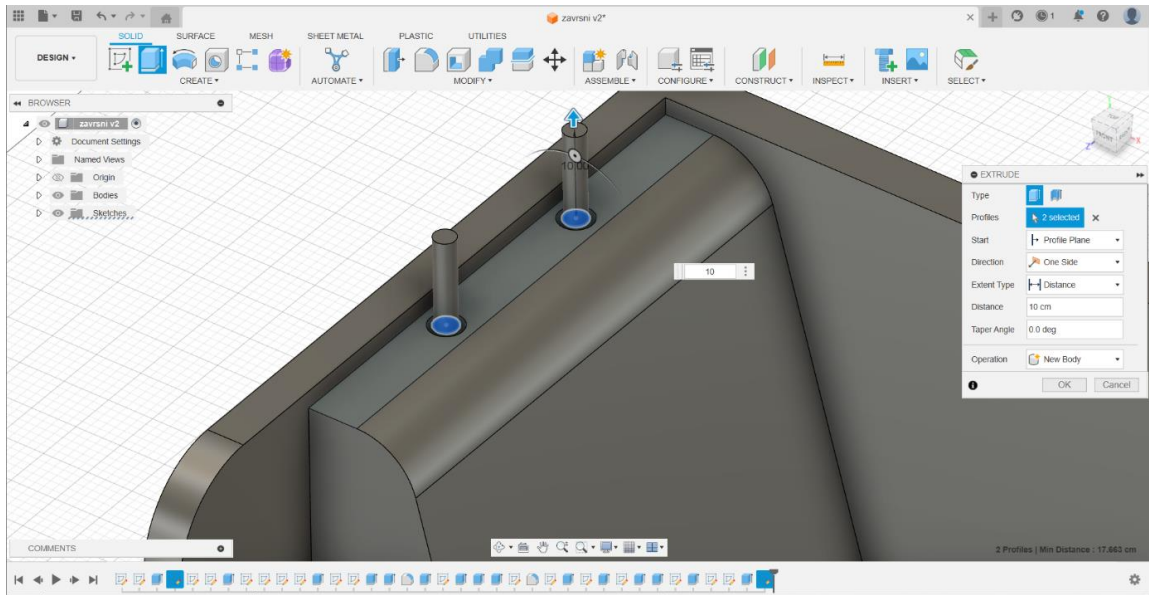 zavrsni v2*
1
SOLID SURFACE MESH SHEET METAL PLASTIC UTILITIES
DESIGN
CREATE AUTOMATE MODIFY ASSEMBLE CONFIGURE CONSTRUCT INSPECT INSERT SELECT
BROWSER
zavrsni v2
Document Settings
Named Views
Origin
Bodies
Sketches
10.00
10
FRONT
X
Z
EXTRUDE
Type
Profiles 2 selected
Start Profile Plane
Direction One Side
Extent Type Distance
Distance 10 cm
Taper Angle 0.0 deg
Operation New Body
OK Cancel
COMMENTS
2 Profiles | Min Distance : 17.663 cm